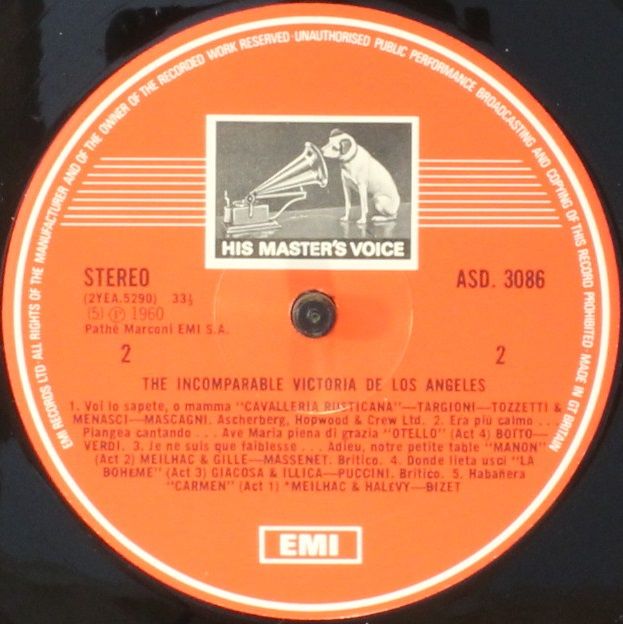 EMI RECORDS LTD · ALL RIGHTS OF THE MANUFACTURER AND OF THE OWNER OF THE RECORDED WORK RESERVED · UNAUTHORISED PUBLIC PERFORMANCE BROADCASTING AND COPYING OF THIS RECORD PROHIBITED MADE IN GT BRITAIN
HIS MASTER'S VOICE
STEREO
ASD. 3086
(2YEA.5290) 33⅓
(5) Ⓟ 1960
Pathé Marconi EMI S.A.
2
2
THE INCOMPARABLE VICTORIA DE LOS ANGELES
1. Voi lo sapete, o mamma "CAVALLERIA RUSTICANA"—TARGIONI—TOZZETTI &
MENASCI—MASCAGNI. Ascherberg, Hopwood & Crew Ltd. 2. Era più calmo . . .
Piangea cantando . . . Ave Maria piena di grazia "OTELLO" (Act 4) BOITO—
VERDI. 3. Je ne suis que faiblesse . . . Adieu, notre petite table "MANON"
(Act 2) MEILHAC & GILLE—MASSENET. Britico. 4. Donde lieta usci "LA
BOHEME" (Act 3) GIACOSA & ILLICA—PUCCINI. Britico. 5. Habanera
"CARMEN" (Act 1) *MEILHAC & HALEVY—BIZET
EMI